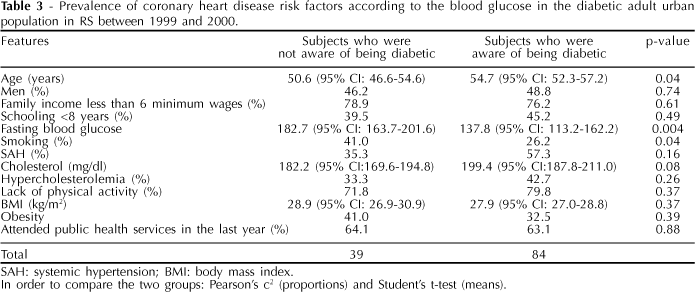 Table 3 - Prevalence of coronary heart disease risk factors according to the blood glucose in the diabetic adult urban
population in RS between 1999 and 2000.
Features Subjects who were not aware of being diabetic Subjects who were aware of being diabetic p-value
Age (years) 50.6 (95% CI: 46.6-54.6) 54.7 (95% CI: 52.3-57.2) 0.04
Men (%) 46.2 48.8 0.74
Family income less than 6 minimum wages (%) 78.9 76.2 0.61
Schooling <8 years (%) 39.5 45.2 0.49
Fasting blood glucose 182.7 (95% CI: 163.7-201.6) 137.8 (95% CI: 113.2-162.2) 0.004
Smoking (%) 41.0 26.2 0.04
SAH (%) 35.3 57.3 0.16
Cholesterol (mg/dl) 182.2 (95% CI:169.6-194.8) 199.4 (95% CI:187.8-211.0) 0.08
Hypercholesterolemia (%) 33.3 42.7 0.26
Lack of physical activity (%) 71.8 79.8 0.37
BMI (kg/m²) 28.9 (95% CI: 26.9-30.9) 27.9 (95% CI: 27.0-28.8) 0.37
Obesity 41.0 32.5 0.39
Attended public health services in the last year (%) 64.1 63.1 0.88
Total 39 84
SAH: systemic hypertension; BMI: body mass index.
In order to compare the two groups: Pearson's c² (proportions) and Student's t-test (means).